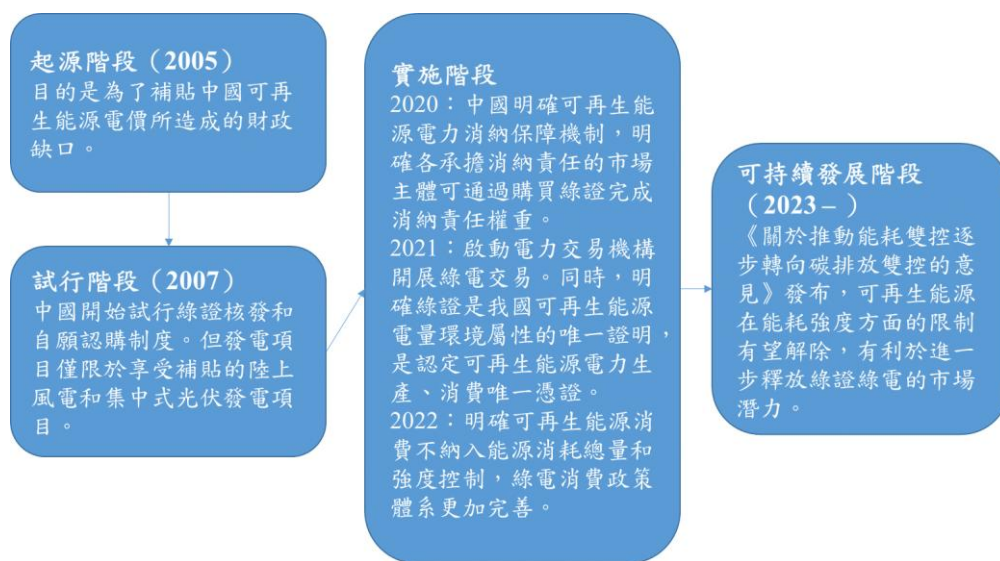 起源階段（2005）
目的是為了補貼中國可再
生能源電價所造成的財政
缺口。
試行階段（2007）
中國開始試行綠證核發和
自願認購制度。但發電項
目僅限於享受補貼的陸上
風電和集中式光伏發電項
目。
實施階段
2020：中國明確可再生能
源電力消納保障機制，明
確各承擔消納責任的市場
主體可通過購買綠證完成
消納責任權重。
2021：啟動電力交易機構
開展綠電交易。同時，明
確綠證是我國可再生能源
電量環境屬性的唯一證明，
是認定可再生能源電力生
產、消費唯一憑證。
2022：明確可再生能源消
費不納入能源消耗總量和
強度控制，綠電消費政策
體系更加完善。
可持續發展階段
（2023 – ）
《關於推動能耗雙控逐
步轉向碳排放雙控的意
見》發布，可再生能源
在能耗強度方面的限制
有望解除，有利於進一
步釋放綠證綠電的市場
潛力。